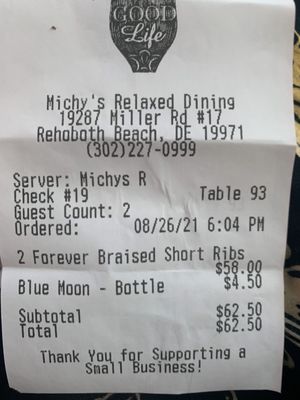 GOOD
Life
Michy's Relaxed Dining
19287 Miller Rd #17
Rehoboth Beach, DE 19971
(302)227-0999
Server: Michys R
Check #19 Table 93
Guest Count: 2
Ordered: 08/26/21 6:04 PM
2 Forever Braised Short Ribs
$58.00
Blue Moon - Bottle $4.50
Subtotal $62.50
Total $62.50
Thank You for Supporting a
Small Business!